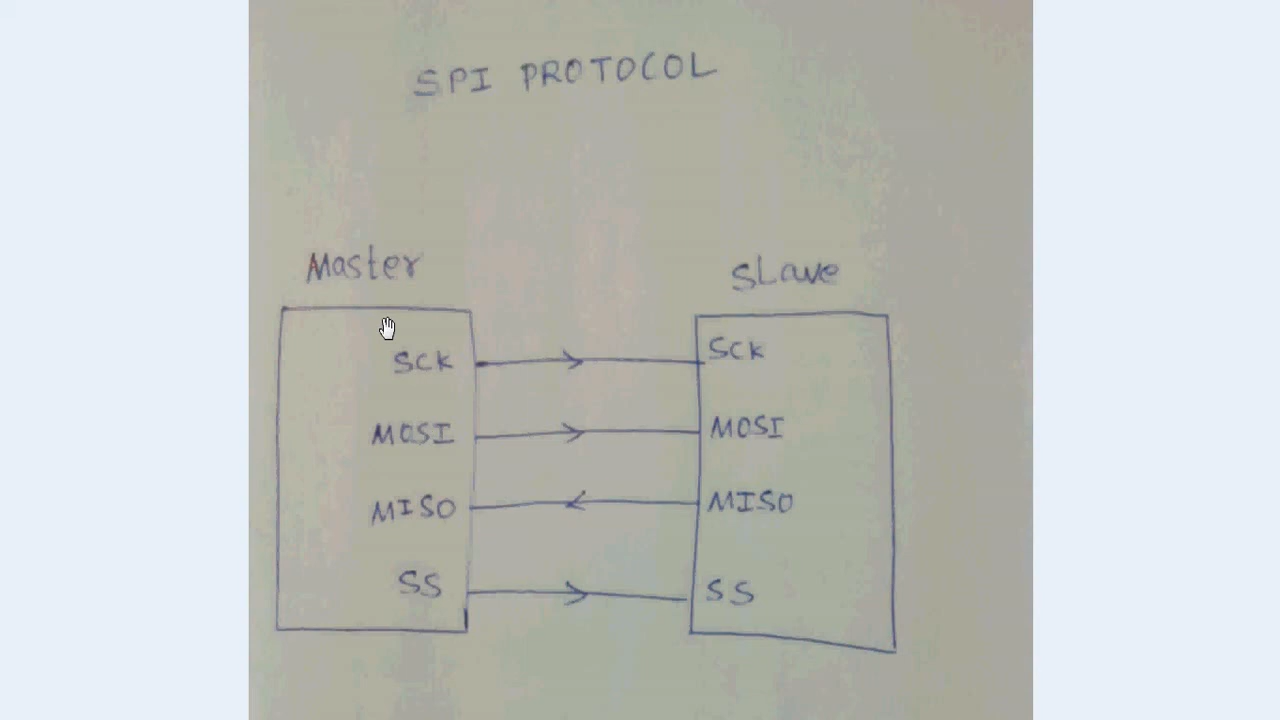 SPI PROTOCOL
Master
SLave
SCK
SCK
MOSI
MOSI
MISO
MISO
SS
SS